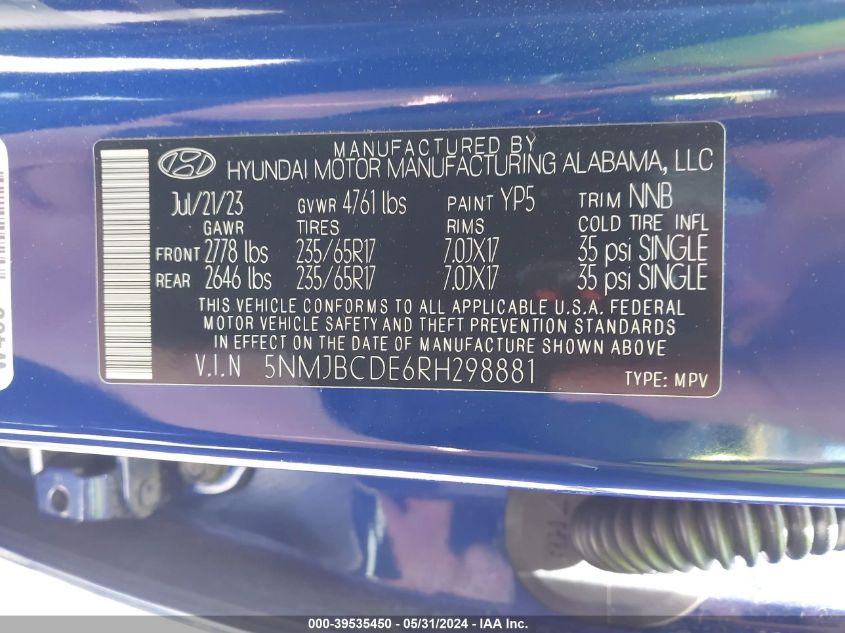 MANUFACTURED BY
HYUNDAI MOTOR MANUFACTURING ALABAMA, LLC
Jul/21/23 GVWR 4761 lbs PAINT YP5 TRIM NNB
GAWR TIRES RIMS COLD TIRE INFL
FRONT 2778 lbs 235/65R17 7.0JX17 35 psi SINGLE
REAR 2646 lbs 235/65R17 7.0JX17 35 psi SINGLE
THIS VEHICLE CONFORMS TO ALL APPLICABLE U.S.A. FEDERAL
MOTOR VEHICLE SAFETY AND THEFT PREVENTION STANDARDS
IN EFFECT ON THE DATE OF MANUFACTURE SHOWN ABOVE.
V.I.N 5NMJBCDE6RH298881 TYPE: MPV
000-39535450 - 05/31/2024 - IAA Inc.